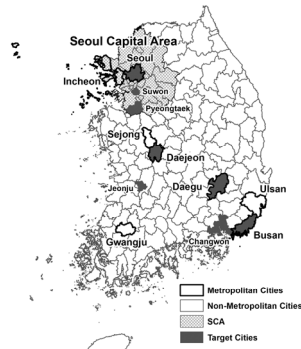 Seoul Capital Area
Seoul
Incheon
Suwon
Pyeongtaek
Sejong
Daejeon
Jeonju
Daegu
Ulsan
Gwangju
Changwon
Busan
Metropolitan Cities
Non-Metropolitan Cities
SCA
Target Cities